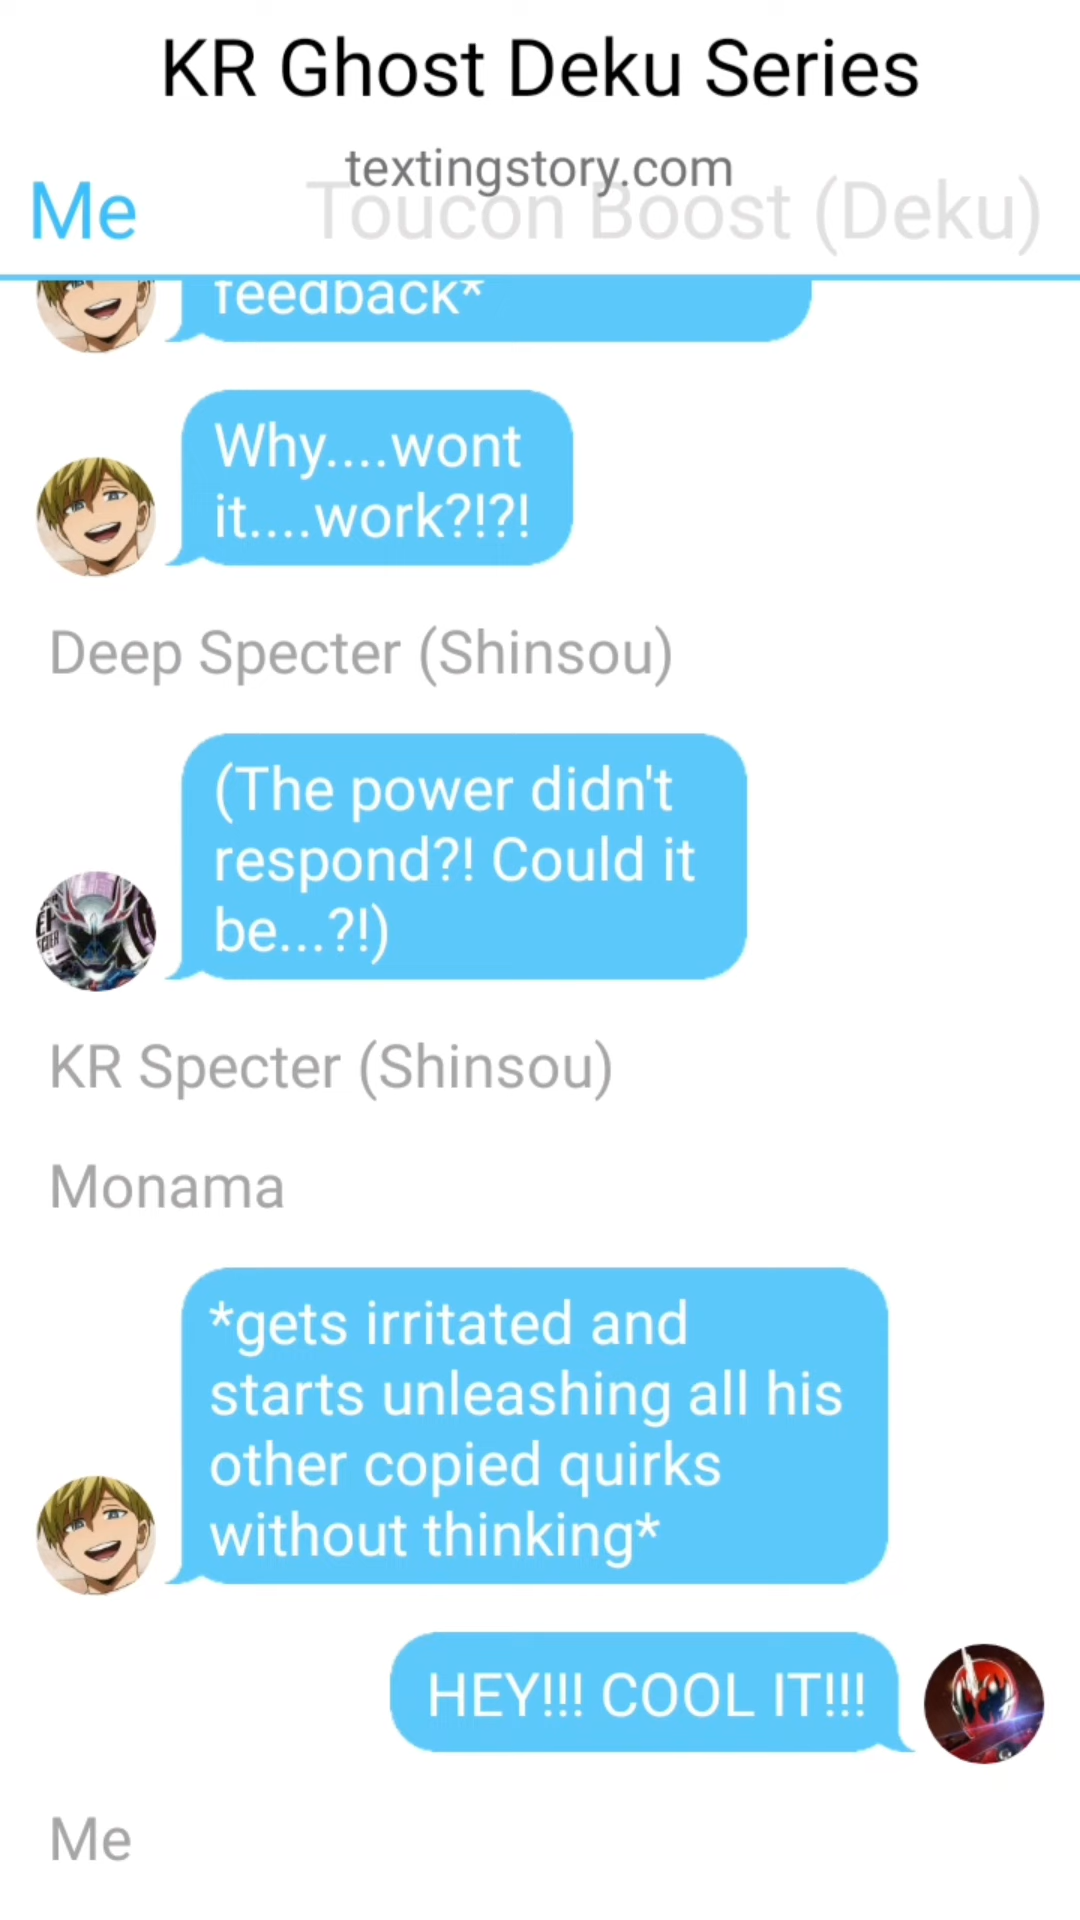 KR Ghost Deku Series
textingstory.com
Me
Toucon Boost (Deku)
feedback*
Why....wont
it....work?!?!
Deep Specter (Shinsou)
(The power didn't
respond?! Could it
be...?!)
KR Specter (Shinsou)
Monama
*gets irritated and
starts unleashing all his
other copied quirks
without thinking*
HEY!!! COOL IT!!!
Me